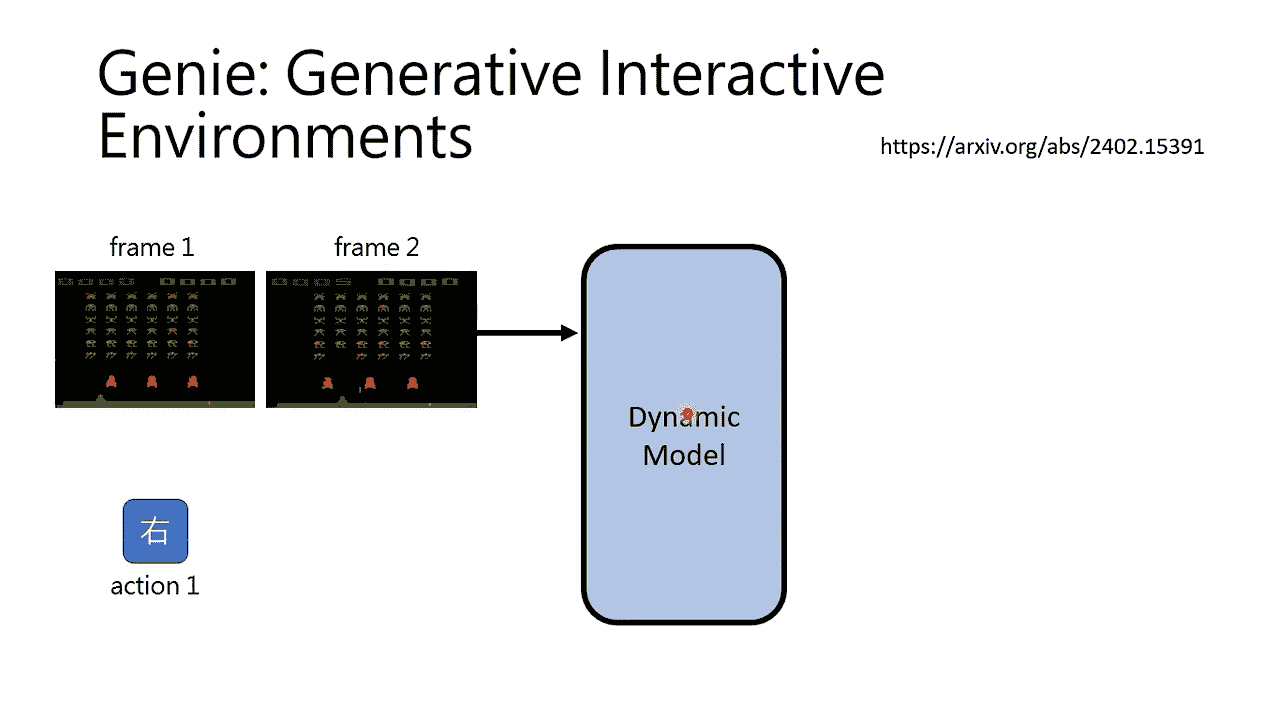 Genie: Generative Interactive
Environments
https://arxiv.org/abs/2402.15391
frame 1
frame 2
Dynamic
Model
右
action 1